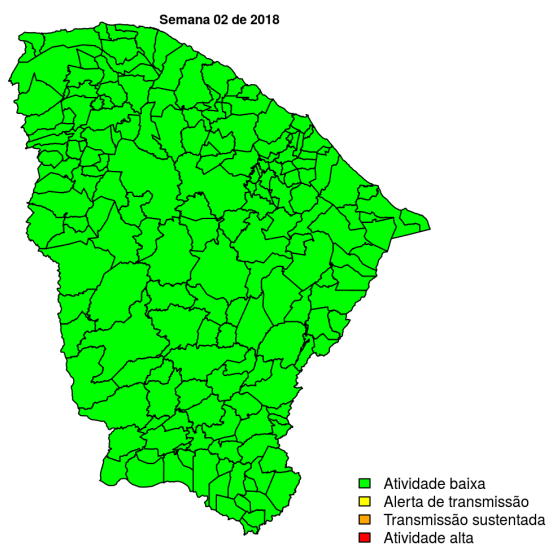 Semana 02 de 2018
Atividade baixa
Alerta de transmissão
Transmissão sustentada
Atividade alta